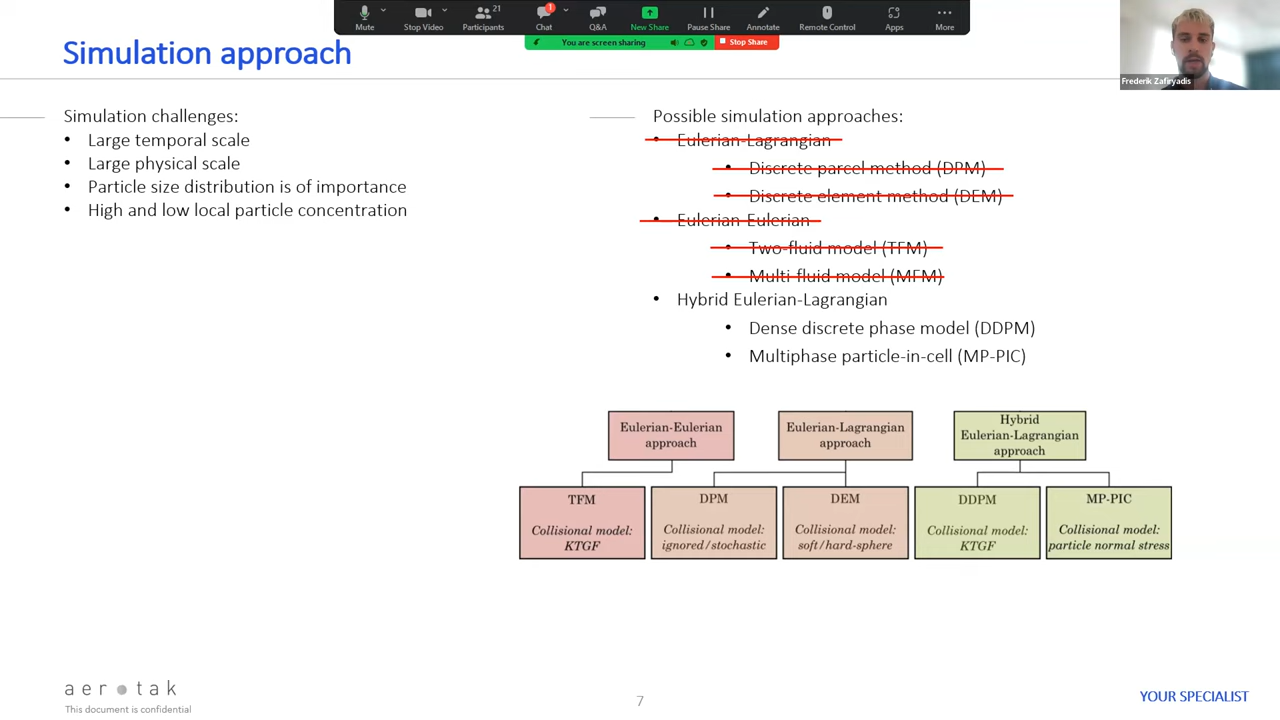 Mute
Stop Video
Participants
21
Chat
1
Q&A
New Share
Pause Share
Annotate
Remote Control
Apps
More
You are screen sharing
Stop Share
Frederik Zafiryadis
Simulation approach
Simulation challenges:
• Large temporal scale
• Large physical scale
• Particle size distribution is of importance
• High and low local particle concentration
Possible simulation approaches:
• Eulerian-Lagrangian
• Discrete parcel method (DPM)
• Discrete element method (DEM)
• Eulerian-Eulerian
• Two-fluid model (TFM)
• Multi-fluid model (MFM)
• Hybrid Eulerian-Lagrangian
• Dense discrete phase model (DDPM)
• Multiphase particle-in-cell (MP-PIC)
Eulerian-Eulerian
approach
Eulerian-Lagrangian
approach
Hybrid
Eulerian-Lagrangian
approach
TFM
Collisional model:
KTGF
DPM
Collisional model:
ignored/stochastic
DEM
Collisional model:
soft/hard-sphere
DDPM
Collisional model:
KTGF
MP-PIC
Collisional model:
particle normal stress
aerotak
This document is confidential
7
YOUR SPECIALIST